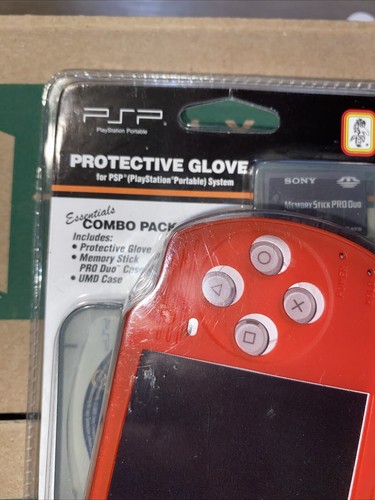 PSP
PlayStation Portable
PROTECTIVE GLOVE
for PSP® (PlayStation®Portable) System
SONY
MEMORY STICK PRO DUO
Essentials
COMBO PACK
Includes:
• Protective Glove
• Memory Stick
PRO Duo™ Case
• UMD Case